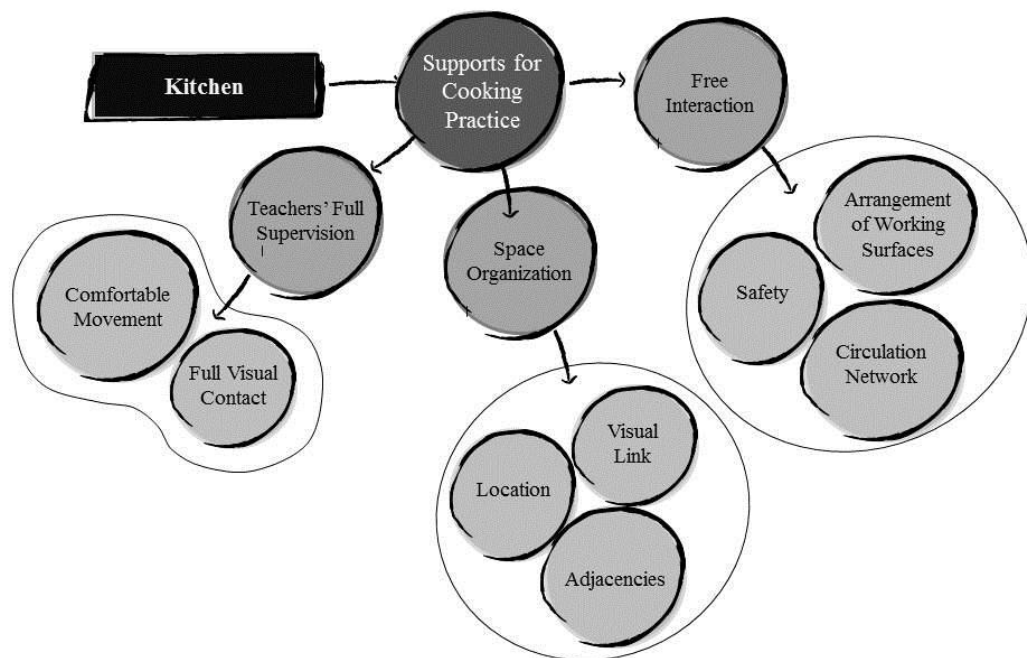 Kitchen
Supports for
Cooking
Practice
Free
Interaction
Teachers’ Full
Supervision
Space
Organization
Arrangement
of Working
Surfaces
Safety
Circulation
Network
Comfortable
Movement
Full Visual
Contact
Visual
Link
Location
Adjacencies